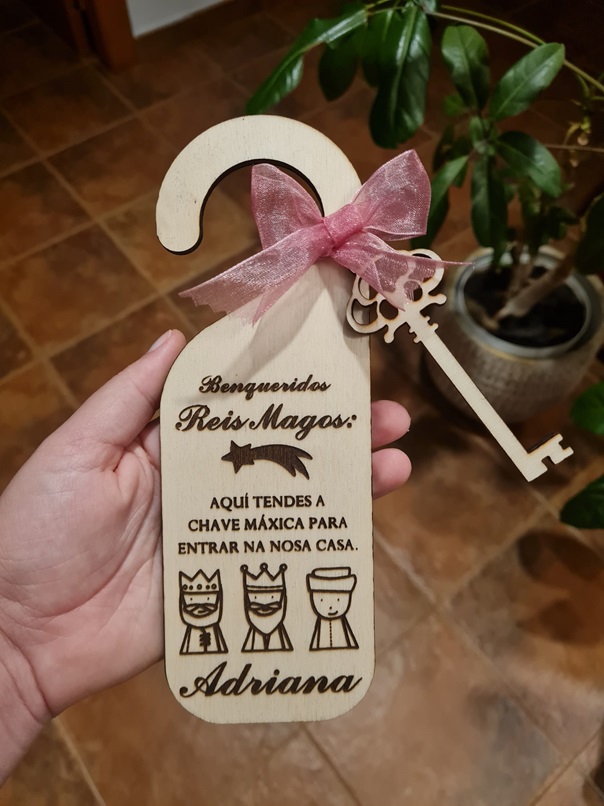 Benqueridos
Reis Magos:
AQUÍ TENDES A
CHAVE MÁXICA PARA
ENTRAR NA NOSA CASA.
Adriana